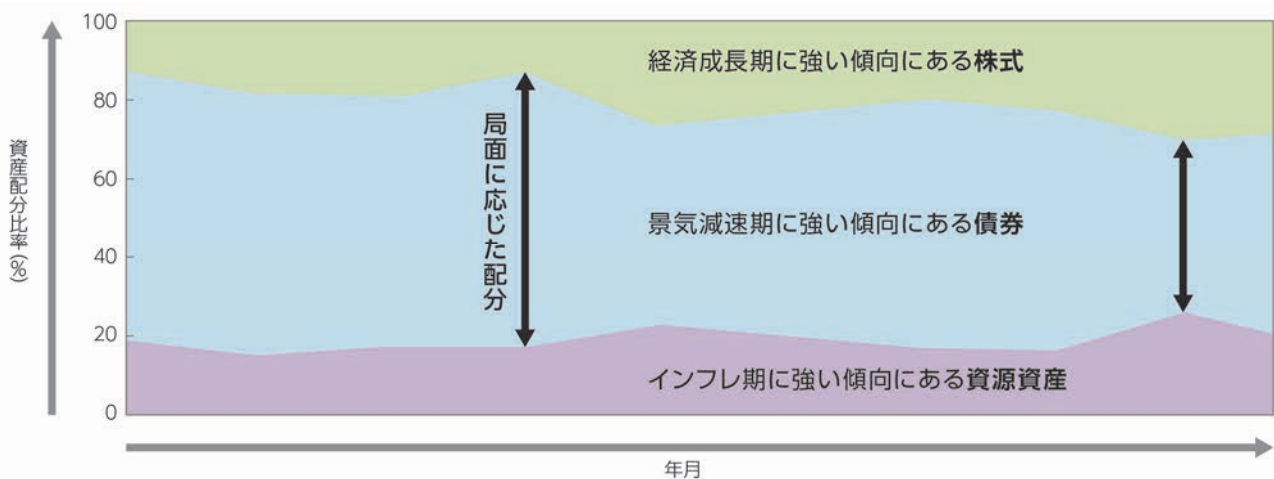 資産配分比率(%)
100
80
60
40
20
0
経済成長期に強い傾向にある株式
局面に応じた配分
景気減速期に強い傾向にある債券
インフレ期に強い傾向にある資源資産
年月